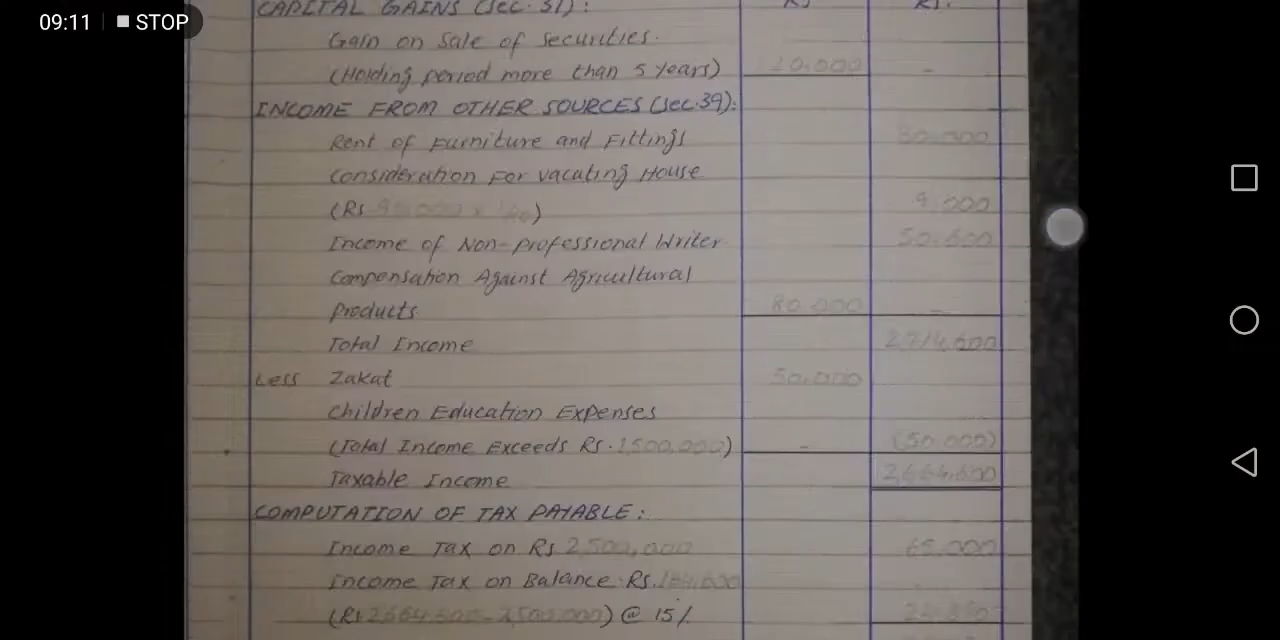 09:11 STOP
CAPITAL GAINS (Sec. 37):
Gain on Sale of Securities.
(Holding period more than 5 years) 10,000 -
INCOME FROM OTHER SOURCES (Sec.39):
Rent of Furniture and Fittings 80,000
Consideration For Vacating House
(Rs ) 9,000
Income of Non-professional Writer 50,600
Compensation Against Agricultural
Products 80,000 -
Total Income 2,714,600
Less Zakat 50,000
Children Education Expenses
(Total Income Exceeds Rs. 1,500,000) - (50,000)
Taxable Income 2,664,600
COMPUTATION OF TAX PAYABLE:
Income Tax on Rs 2,500,000 65,000
Income Tax on Balance Rs. 164,600
(Rs 2,664,600 - 2,500,000) @ 15%